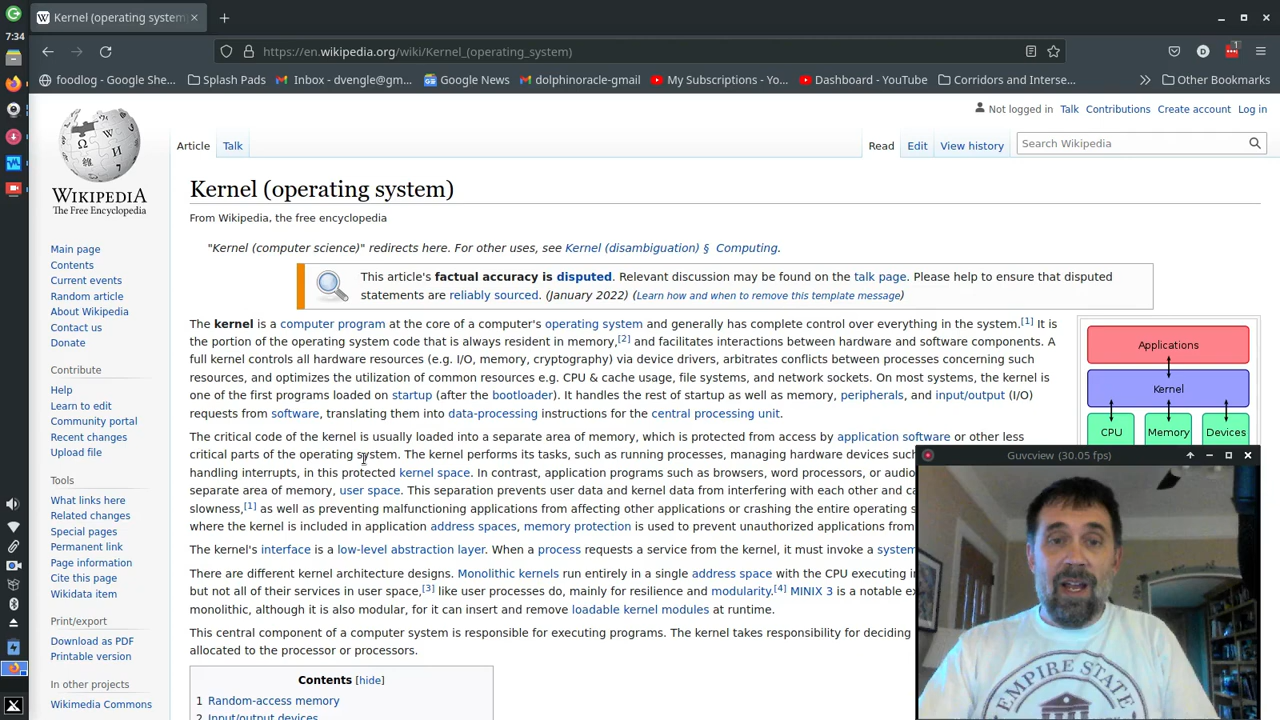 Kernel (operating system
7:34
https://en.wikipedia.org/wiki/Kernel_(operating_system)
foodlog - Google She... Splash Pads Inbox - dvengle@gm... Google News dolphinoracle-gmail My Subscriptions - Yo... Dashboard - YouTube Corridors and Interse... Other Bookmarks
Not logged in Talk Contributions Create account Log in
Article Talk Read Edit View history Search Wikipedia
WIKIPEDIA
The Free Encyclopedia
Main page
Contents
Current events
Random article
About Wikipedia
Contact us
Donate
Contribute
Help
Learn to edit
Community portal
Recent changes
Upload file
Tools
What links here
Related changes
Special pages
Permanent link
Page information
Cite this page
Wikidata item
Print/export
Download as PDF
Printable version
In other projects
Wikimedia Commons
Kernel (operating system)
From Wikipedia, the free encyclopedia
"Kernel (computer science)" redirects here. For other uses, see Kernel (disambiguation) § Computing.
This article's factual accuracy is disputed. Relevant discussion may be found on the talk page. Please help to ensure that disputed
statements are reliably sourced. (January 2022) (Learn how and when to remove this template message)
The kernel is a computer program at the core of a computer's operating system and generally has complete control over everything in the system.[1] It is
the portion of the operating system code that is always resident in memory,[2] and facilitates interactions between hardware and software components. A
full kernel controls all hardware resources (e.g. I/O, memory, cryptography) via device drivers, arbitrates conflicts between processes concerning such
resources, and optimizes the utilization of common resources e.g. CPU & cache usage, file systems, and network sockets. On most systems, the kernel is
one of the first programs loaded on startup (after the bootloader). It handles the rest of startup as well as memory, peripherals, and input/output (I/O)
requests from software, translating them into data-processing instructions for the central processing unit.
The critical code of the kernel is usually loaded into a separate area of memory, which is protected from access by application software or other less
critical parts of the operating system. The kernel performs its tasks, such as running processes, managing hardware devices such
handling interrupts, in this protected kernel space. In contrast, application programs such as browsers, word processors, or audio
separate area of memory, user space. This separation prevents user data and kernel data from interfering with each other and ca
slowness,[1] as well as preventing malfunctioning applications from affecting other applications or crashing the entire operating s
where the kernel is included in application address spaces, memory protection is used to prevent unauthorized applications from
The kernel's interface is a low-level abstraction layer. When a process requests a service from the kernel, it must invoke a system
There are different kernel architecture designs. Monolithic kernels run entirely in a single address space with the CPU executing in
but not all of their services in user space,[3] like user processes do, mainly for resilience and modularity.[4] MINIX 3 is a notable ex
monolithic, although it is also modular, for it can insert and remove loadable kernel modules at runtime.
This central component of a computer system is responsible for executing programs. The kernel takes responsibility for deciding
allocated to the processor or processors.
Contents [hide]
1 Random-access memory
2 Input/output devices
Applications
Kernel
CPU Memory Devices
Guvcview (30.05 fps)
EMPIRE STATE